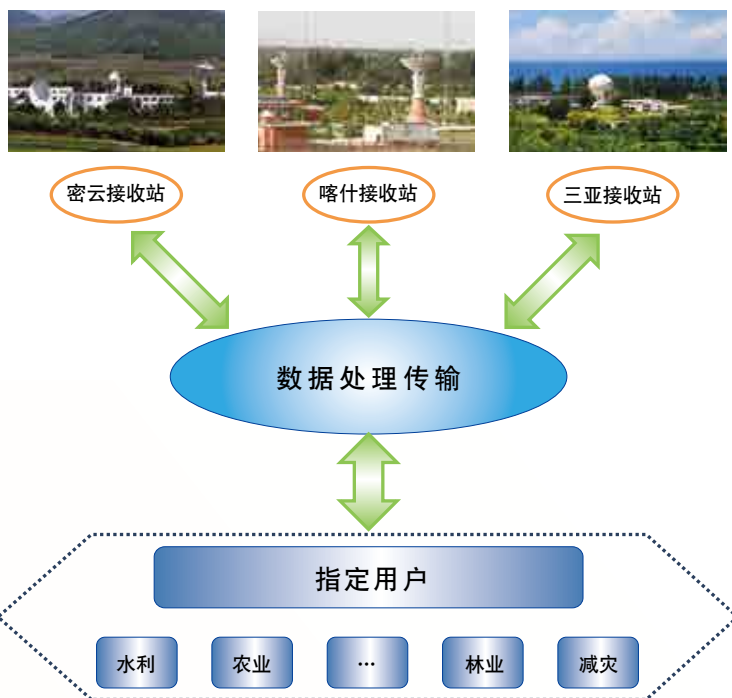 密云接收站
喀什接收站
三亚接收站
数据处理传输
指定用户
水利
农业
…
林业
减灾